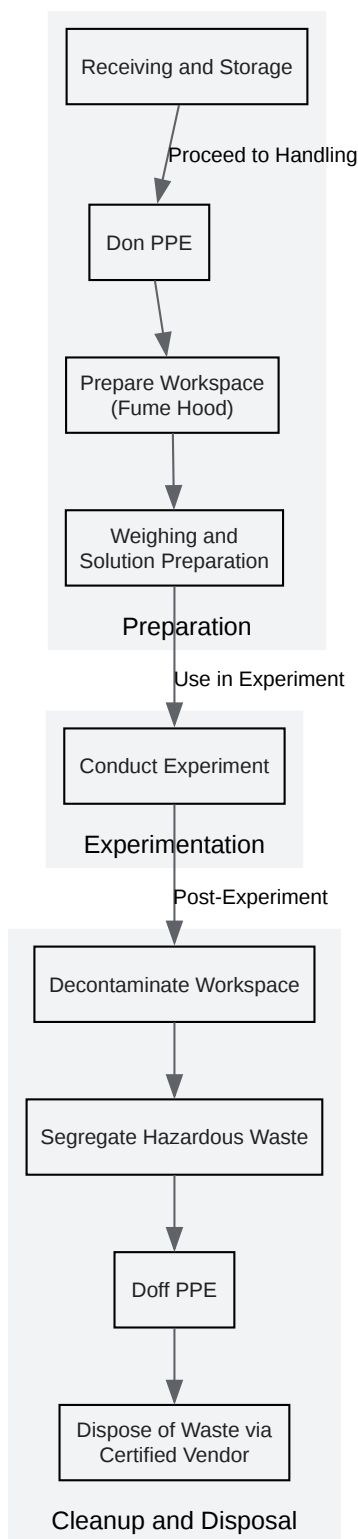 Receiving and Storage
Proceed to Handling
Don PPE
Prepare Workspace
(Fume Hood)
Weighing and
Solution Preparation
Preparation
Use in Experiment
Conduct Experiment
Experimentation
Post-Experiment
Decontaminate Workspace
Segregate Hazardous Waste
Doff PPE
Dispose of Waste via
Certified Vendor
Cleanup and Disposal